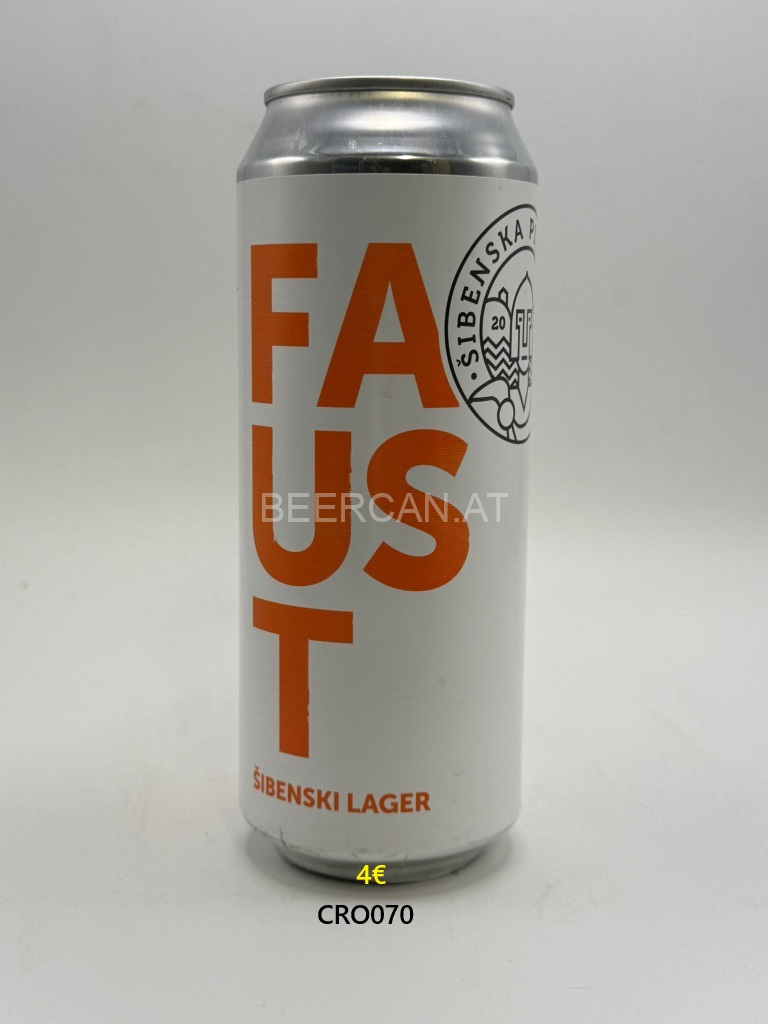 FA
US
T
ŠIBENSKI LAGER
ŠIBENSKA
20
BEERCAN.AT
4€
CRO070